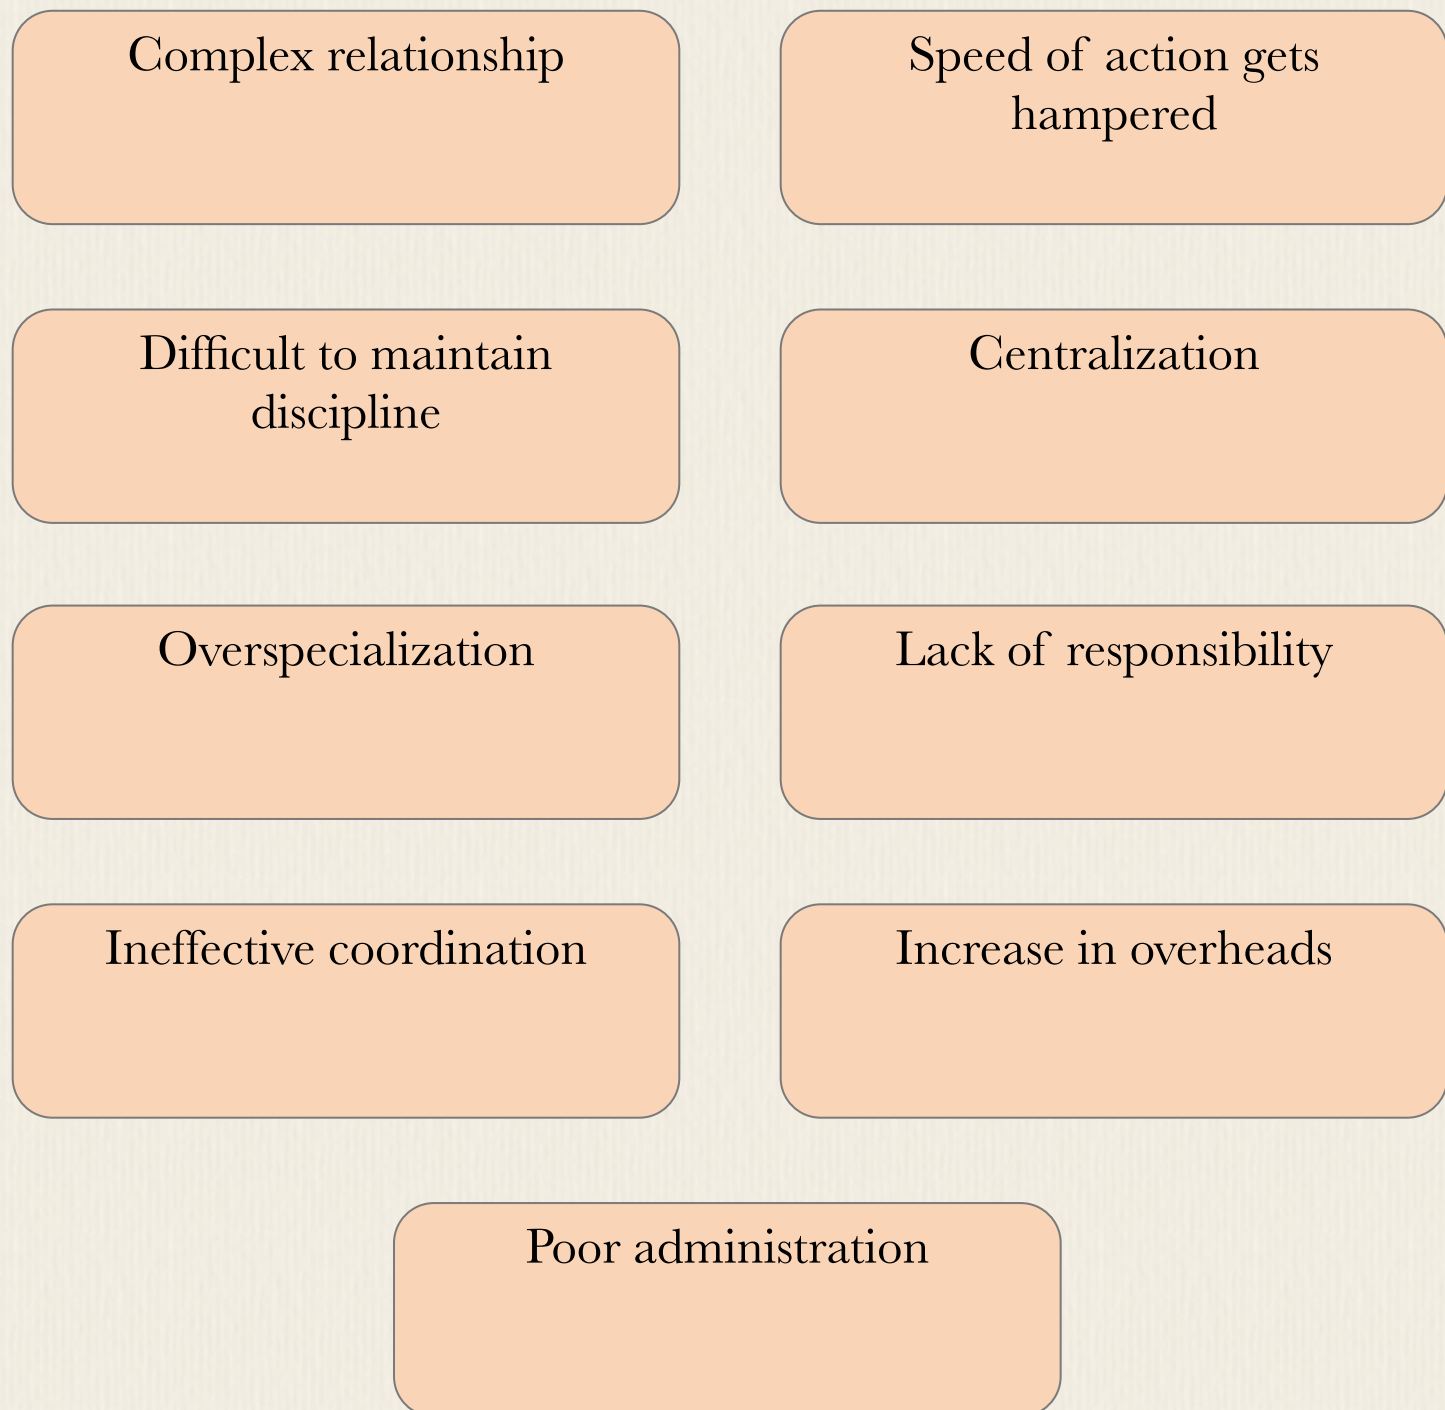 Complex relationship
Speed of action gets
hampered
Difficult to maintain
discipline
Centralization
Overspecialization
Lack of responsibility
Ineffective coordination
Increase in overheads
Poor administration